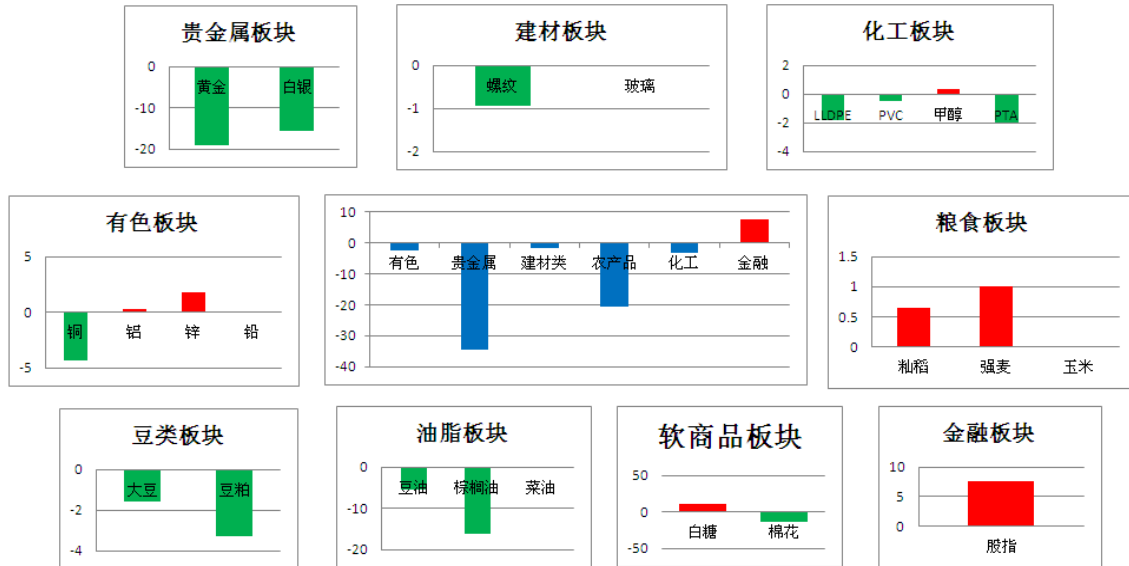 贵金属板块
0
-10
-20
黄金 白银
建材板块
0
-1
-2
螺纹 玻璃
化工板块
2
0
-2
-4
LLDPE PVC 甲醇 PTA
有色板块
5
0
-5
铜 铝 锌 铅
10
0
-10
-20
-30
-40
有色 贵金属 建材类 农产品 化工 金融
粮食板块
1.5
1
0.5
0
籼稻 强麦 玉米
豆类板块
0
-2
-4
大豆 豆粕
油脂板块
0
-10
-20
豆油 棕榈油 菜油
软商品板块
50
0
-50
白糖 棉花
金融板块
10
5
0
股指